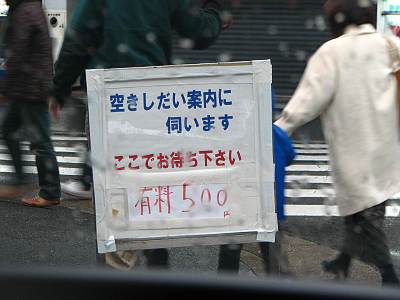 空きしだい案内に
伺います
ここでお待ち下さい
有料500円